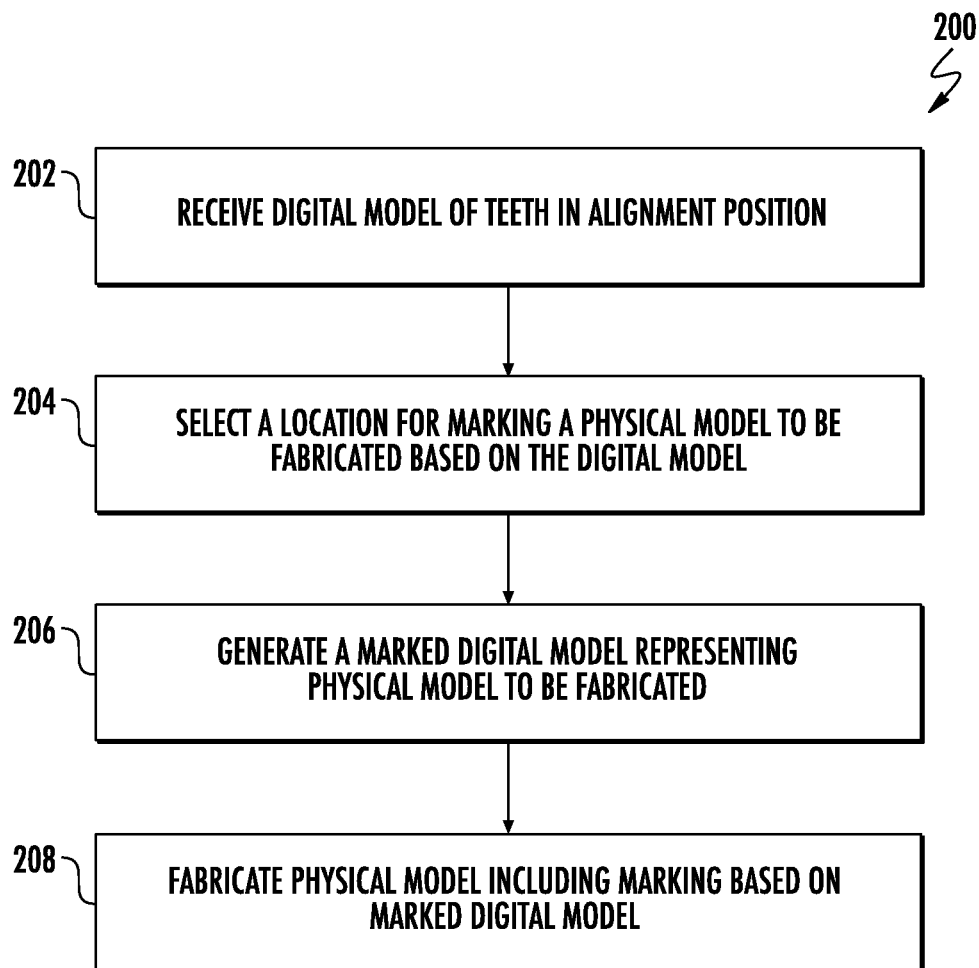 200
202
RECEIVE DIGITAL MODEL OF TEETH IN ALIGNMENT POSITION
204
SELECT A LOCATION FOR MARKING A PHYSICAL MODEL TO BE
FABRICATED BASED ON THE DIGITAL MODEL
206
GENERATE A MARKED DIGITAL MODEL REPRESENTING
PHYSICAL MODEL TO BE FABRICATED
208
FABRICATE PHYSICAL MODEL INCLUDING MARKING BASED ON
MARKED DIGITAL MODEL